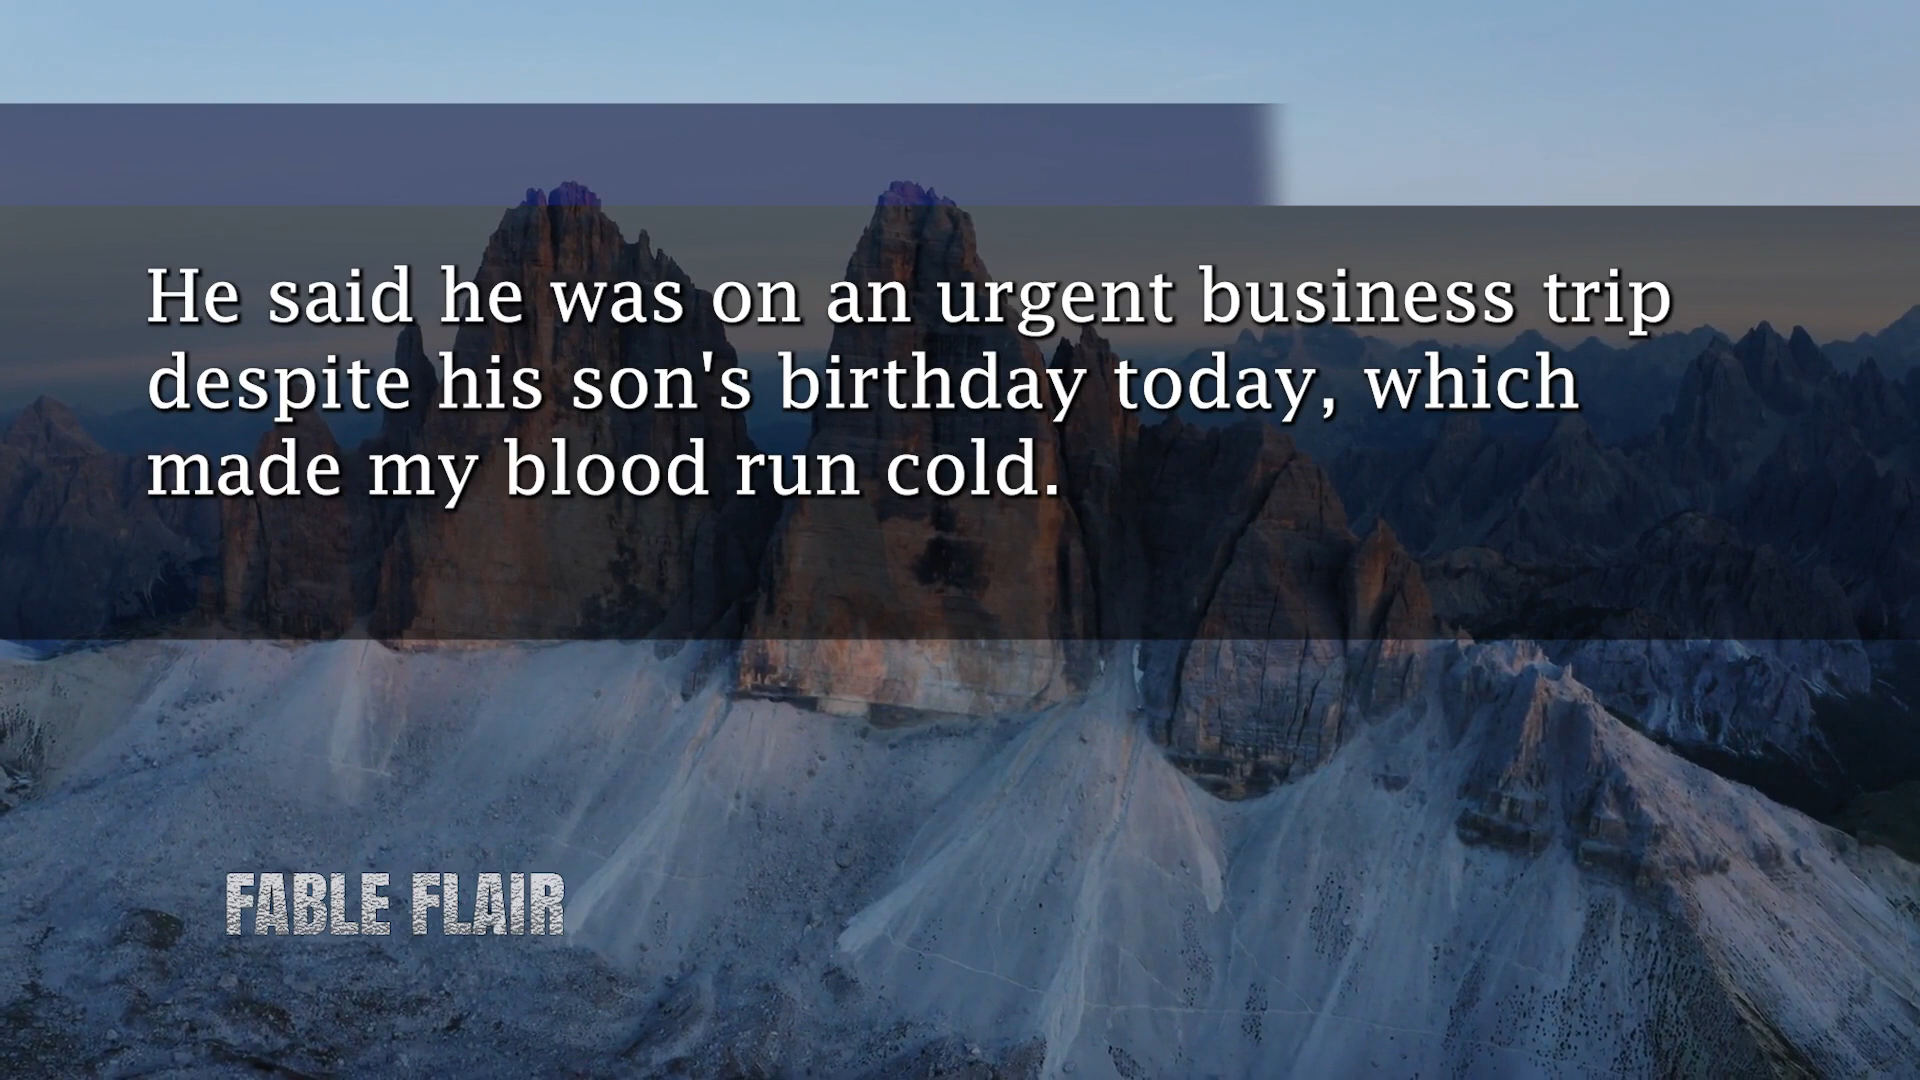 He said he was on an urgent business trip
despite his son's birthday today, which
made my blood run cold.
FABLE FLAIR